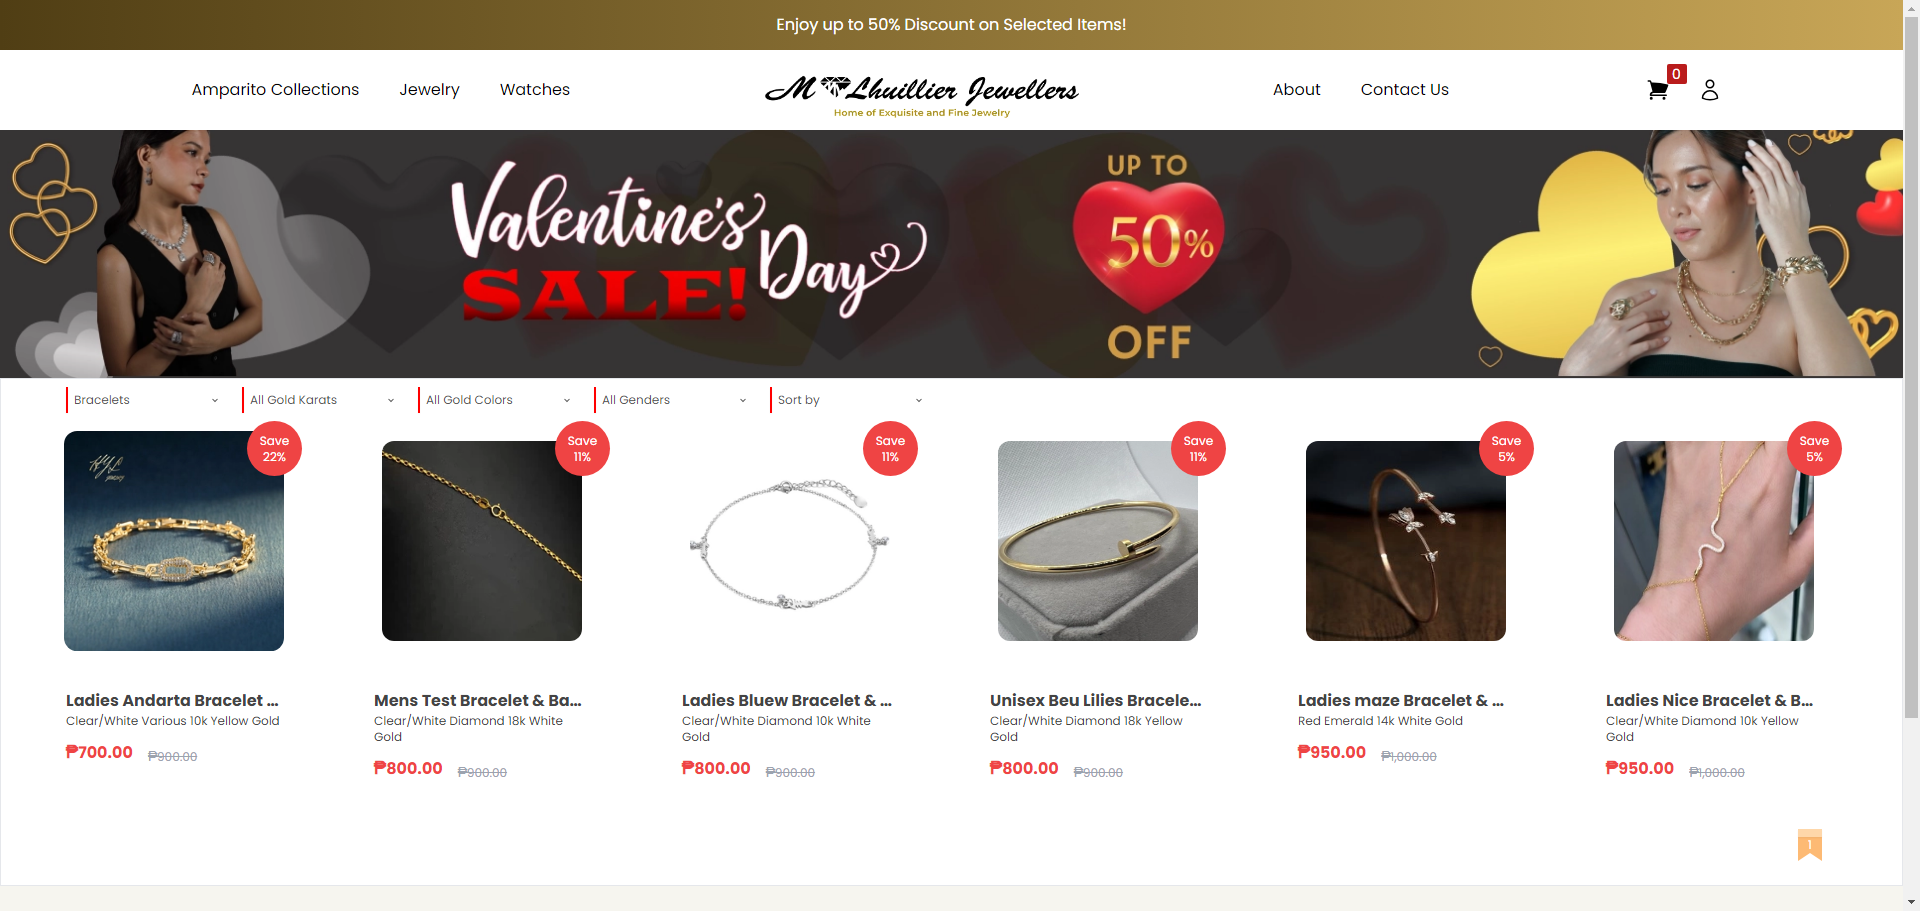 Enjoy up to 50% Discount on Selected Items!
Amparito Collections
Jewelry
Watches
M Lhuillier Jewellers
Home of Exquisite and Fine Jewelry
About
Contact Us
0
Valentine's
Day
SALE!
UP TO
50%
OFF
Bracelets
All Gold Karats
All Gold Colors
All Genders
Sort by
Save
22%
Save
11%
Save
11%
Save
11%
Save
5%
Save
5%
Ladies Andarta Bracelet ...
Clear/White Various 10k Yellow Gold
₱700.00 ₱900.00
Mens Test Bracelet & Ba...
Clear/White Diamond 18k White
Gold
₱800.00 ₱900.00
Ladies Bluew Bracelet & ...
Clear/White Diamond 10k White
Gold
₱800.00 ₱900.00
Unisex Beu Lilies Bracele...
Clear/White Diamond 18k Yellow
Gold
₱800.00 ₱900.00
Ladies maze Bracelet & ...
Red Emerald 14k White Gold
₱950.00 ₱1,000.00
Ladies Nice Bracelet & B...
Clear/White Diamond 10k Yellow
Gold
₱950.00 ₱1,000.00
1